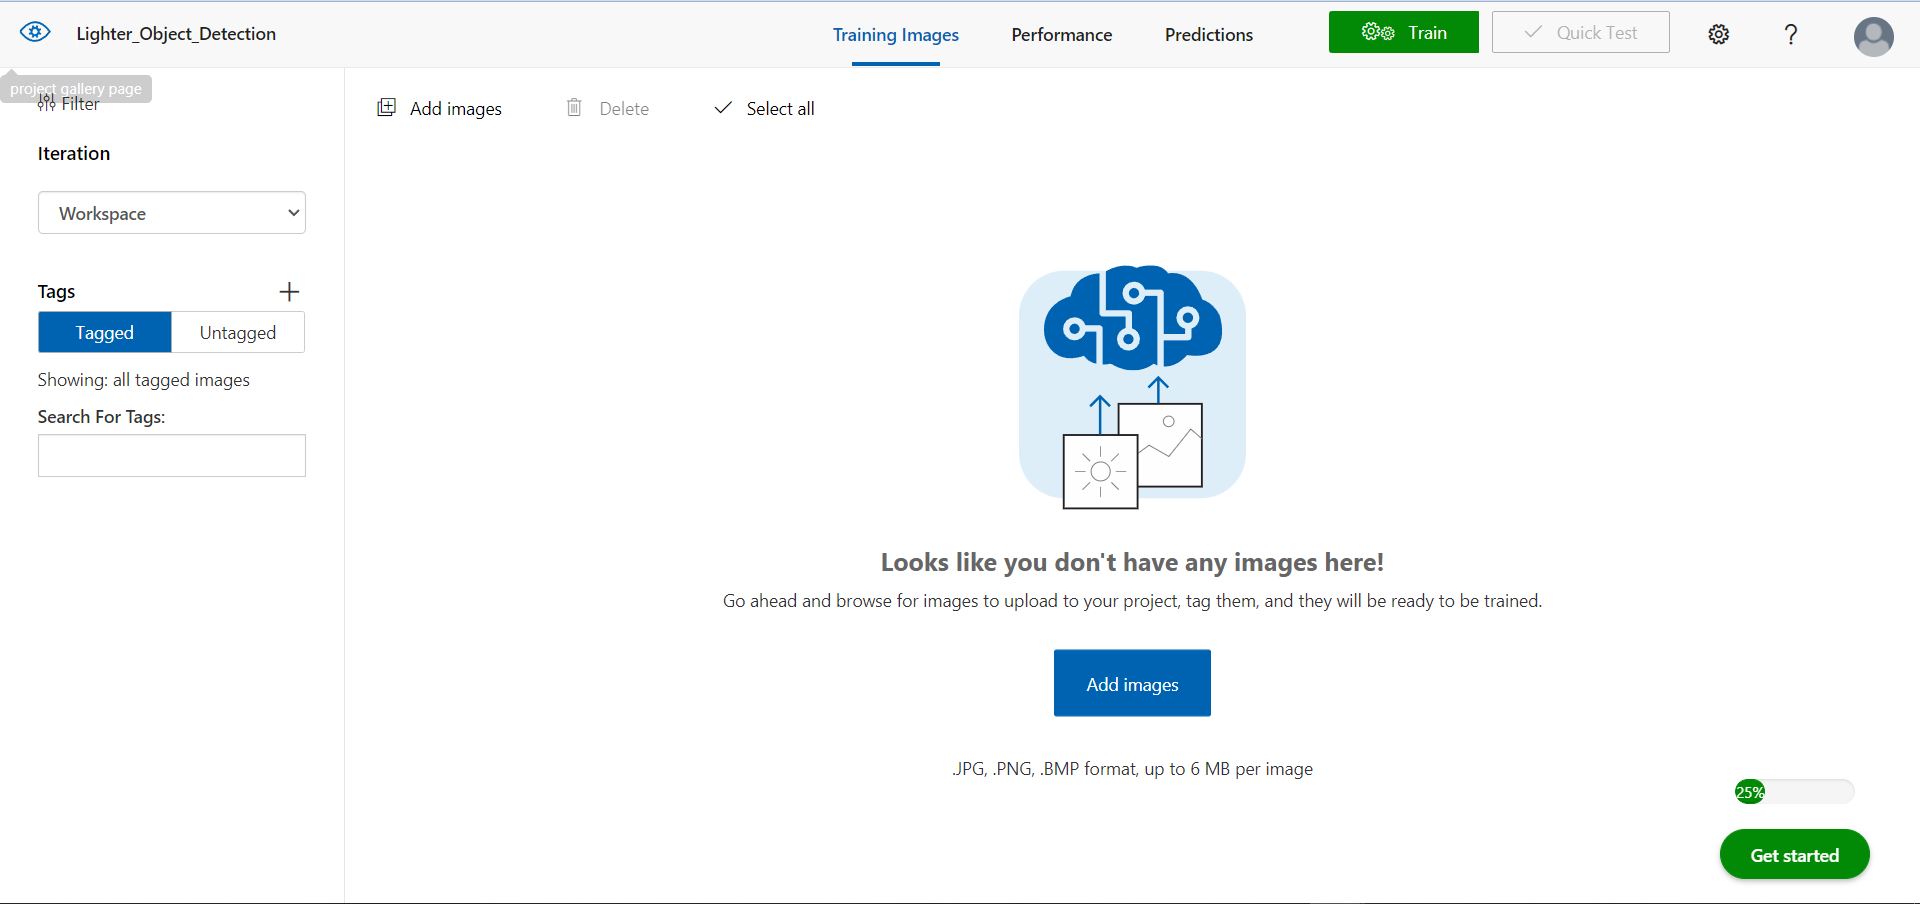 Lighter_Object_Detection
Training Images
Performance
Predictions
Train
Quick Test
?
project gallery page
Filter
Add images
Delete
Select all
Iteration
Workspace
Tags
Tagged
Untagged
Showing: all tagged images
Search For Tags:
Looks like you don't have any images here!
Go ahead and browse for images to upload to your project, tag them, and they will be ready to be trained.
Add images
.JPG, .PNG, .BMP format, up to 6 MB per image
25%
Get started